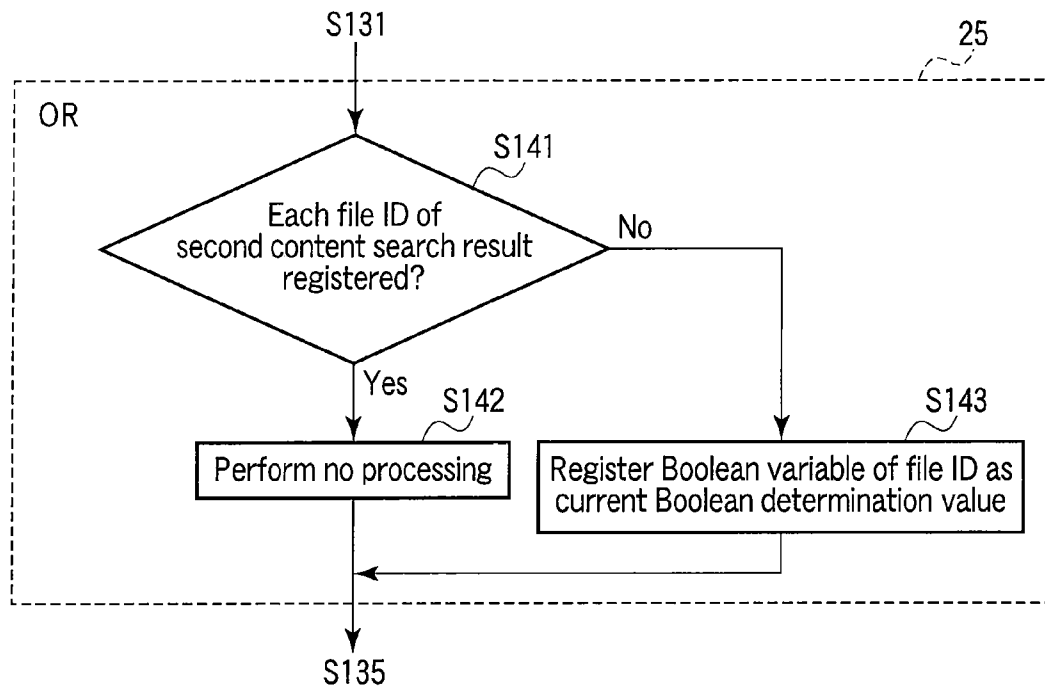 S131
25
OR
S141
Each file ID of
second content search result
registered?
No
Yes
S142
S143
Perform no processing
Register Boolean variable of file ID as
current Boolean determination value
S135